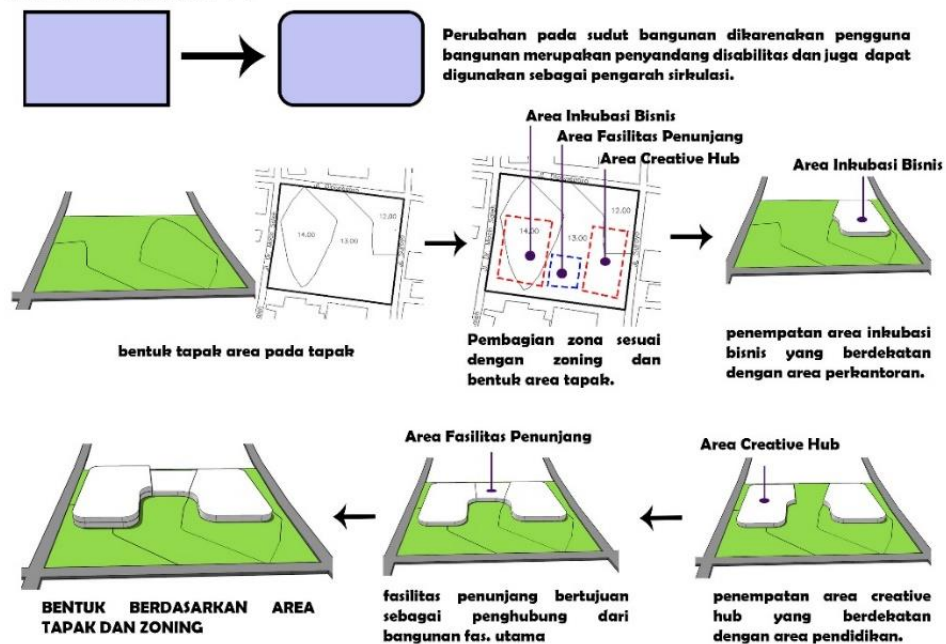 Perubahan pada sudut bangunan dikarenakan pengguna
bangunan merupakan penyandang disabilitas dan juga dapat
digunakan sebagai pengarah sirkulasi.
Area Inkubasi Bisnis
Area Fasilitas Penunjang
Area Creative Hub
Area Inkubasi Bisnis
12.00
14.00
13.00
12.00
14.00
13.00
bentuk tapak area pada tapak
Pembagian zona sesuai
dengan zoning dan
bentuk area tapak.
penempatan area inkubasi
bisnis yang berdekatan
dengan area perkantoran.
Area Fasilitas Penunjang
Area Creative Hub
BENTUK BERDASARKAN AREA
TAPAK DAN ZONING
fasilitas penunjang bertujuan
sebagai penghubung dari
bangunan fas. utama
penempatan area creative
hub yang berdekatan
dengan area pendidikan.